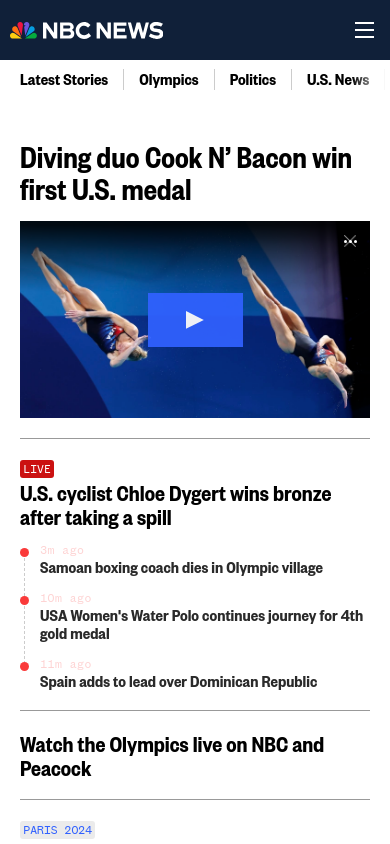 NBC NEWS
Latest Stories
Olympics
Politics
U.S. News
Diving duo Cook N’ Bacon win
first U.S. medal
LIVE
U.S. cyclist Chloe Dygert wins bronze
after taking a spill
3m ago
Samoan boxing coach dies in Olympic village
10m ago
USA Women's Water Polo continues journey for 4th
gold medal
11m ago
Spain adds to lead over Dominican Republic
Watch the Olympics live on NBC and
Peacock
PARIS 2024